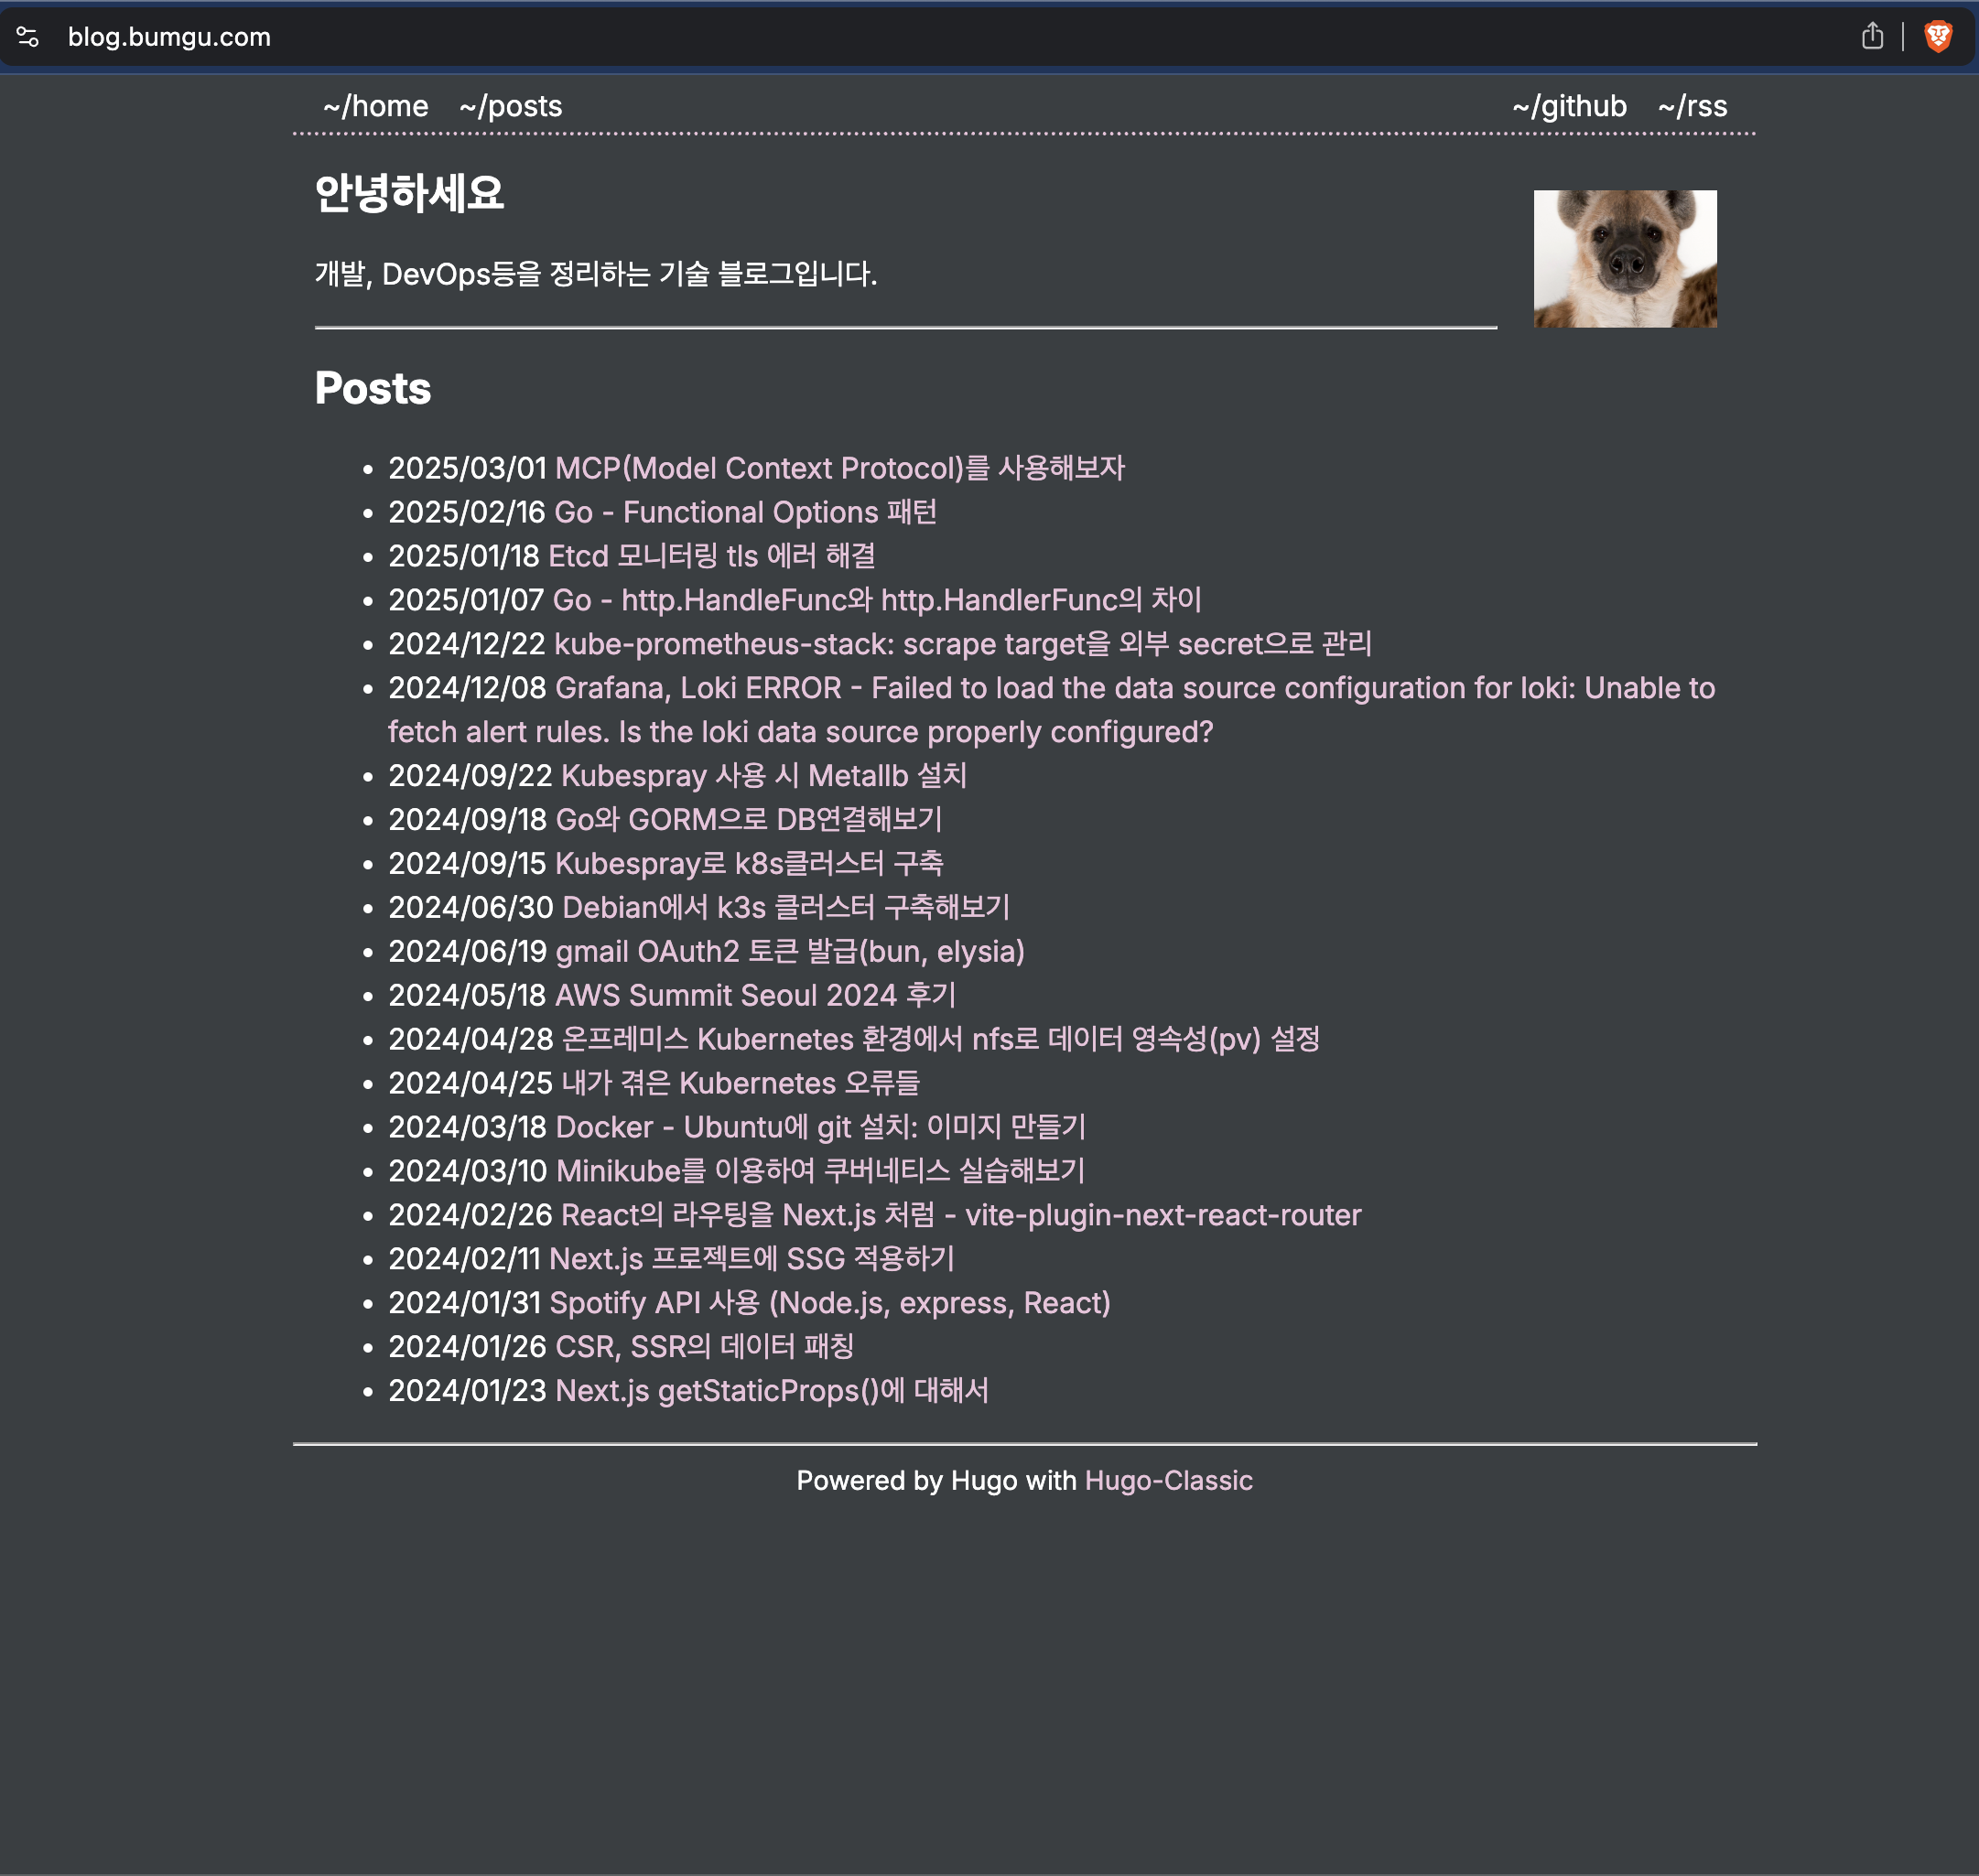 blog.bumgu.com
~/home ~/posts ~/github ~/rss
안녕하세요
개발, DevOps등을 정리하는 기술 블로그입니다.
Posts
2025/03/01 MCP(Model Context Protocol)를 사용해보자
2025/02/16 Go - Functional Options 패턴
2025/01/18 Etcd 모니터링 tls 에러 해결
2025/01/07 Go - http.HandleFunc와 http.HandlerFunc의 차이
2024/12/22 kube-prometheus-stack: scrape target을 외부 secret으로 관리
2024/12/08 Grafana, Loki ERROR - Failed to load the data source configuration for loki: Unable to
fetch alert rules. Is the loki data source properly configured?
2024/09/22 Kubespray 사용 시 Metallb 설치
2024/09/18 Go와 GORM으로 DB연결해보기
2024/09/15 Kubespray로 k8s클러스터 구축
2024/06/30 Debian에서 k3s 클러스터 구축해보기
2024/06/19 gmail OAuth2 토큰 발급(bun, elysia)
2024/05/18 AWS Summit Seoul 2024 후기
2024/04/28 온프레미스 Kubernetes 환경에서 nfs로 데이터 영속성(pv) 설정
2024/04/25 내가 겪은 Kubernetes 오류들
2024/03/18 Docker - Ubuntu에 git 설치: 이미지 만들기
2024/03/10 Minikube를 이용하여 쿠버네티스 실습해보기
2024/02/26 React의 라우팅을 Next.js 처럼 - vite-plugin-next-react-router
2024/02/11 Next.js 프로젝트에 SSG 적용하기
2024/01/31 Spotify API 사용 (Node.js, express, React)
2024/01/26 CSR, SSR의 데이터 패칭
2024/01/23 Next.js getStaticProps()에 대해서
Powered by Hugo with Hugo-Classic